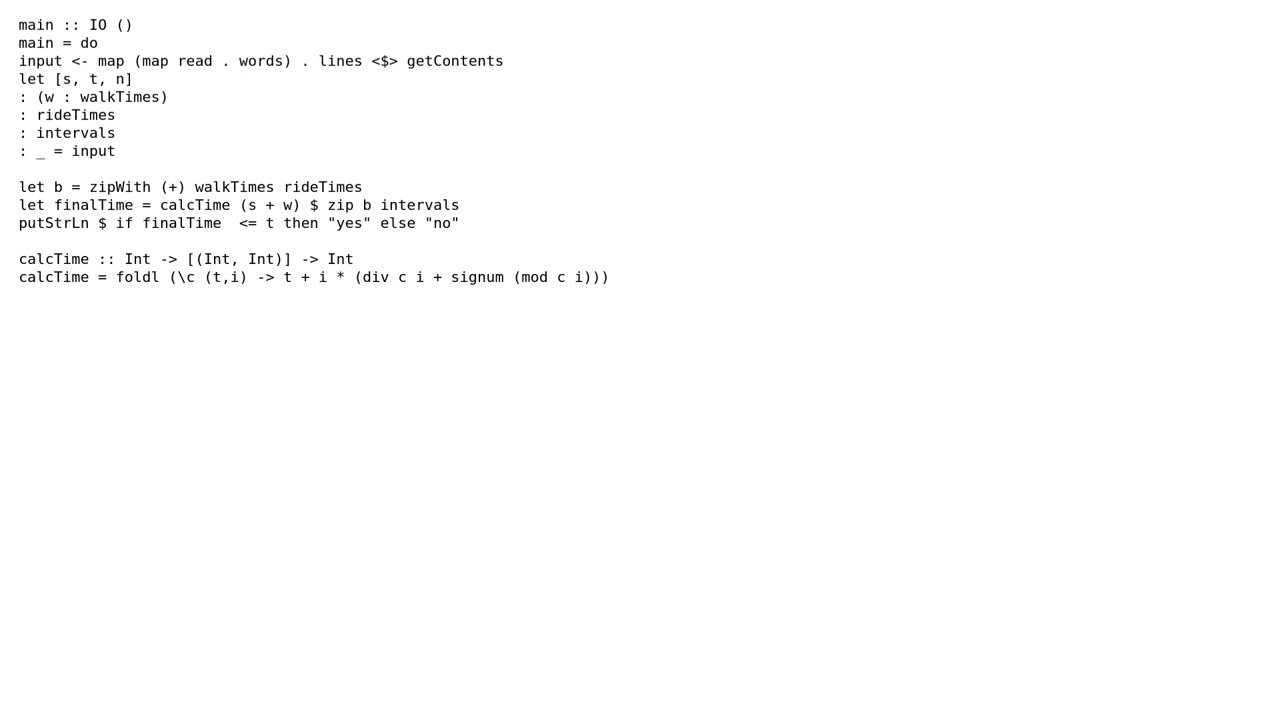 main :: IO ()
main = do
input <- map (map read . words) . lines <$> getContents
let [s, t, n]
: (w : walkTimes)
: rideTimes
: intervals
: _ = input

let b = zipWith (+) walkTimes rideTimes
let finalTime = calcTime (s + w) $ zip b intervals
putStrLn $ if finalTime  <= t then "yes" else "no"

calcTime :: Int -> [(Int, Int)] -> Int
calcTime = foldl (\c (t,i) -> t + i * (div c i + signum (mod c i)))